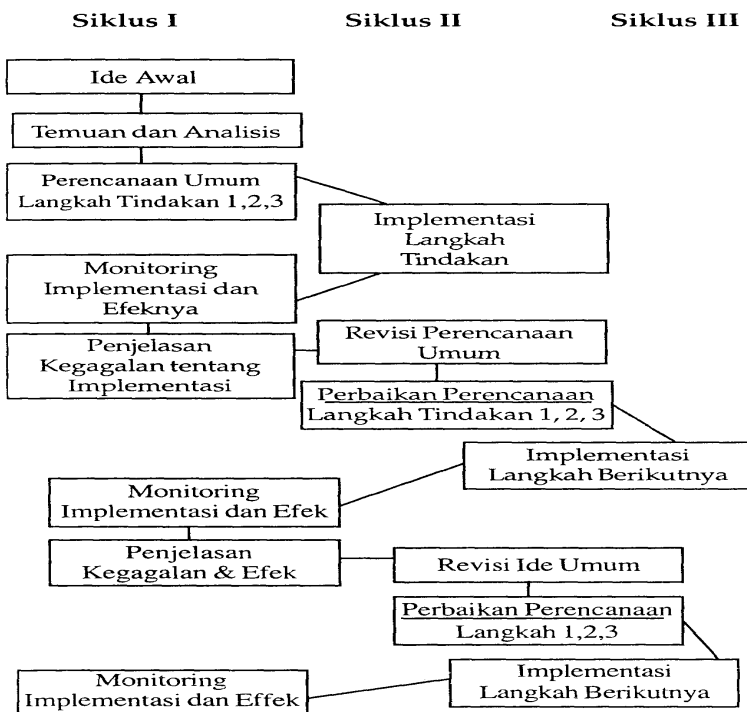 Siklus I
Siklus II
Siklus III
Ide Awal
Temuan dan Analisis
Perencanaan Umum
Langkah Tindakan 1,2,3
Implementasi
Langkah
Tindakan
Monitoring
Implementasi dan
Efeknya
Penjelasan
Kegagalan tentang
Implementasi
Revisi Perencanaan
Umum
Perbaikan Perencanaan
Langkah Tindakan 1, 2, 3
Implementasi
Langkah Berikutnya
Monitoring
Implementasi dan Efek
Penjelasan
Kegagalan & Efek
Revisi Ide Umum
Perbaikan Perencanaan
Langkah 1,2,3
Implementasi
Langkah Berikutnya
Monitoring
Implementasi dan Effek